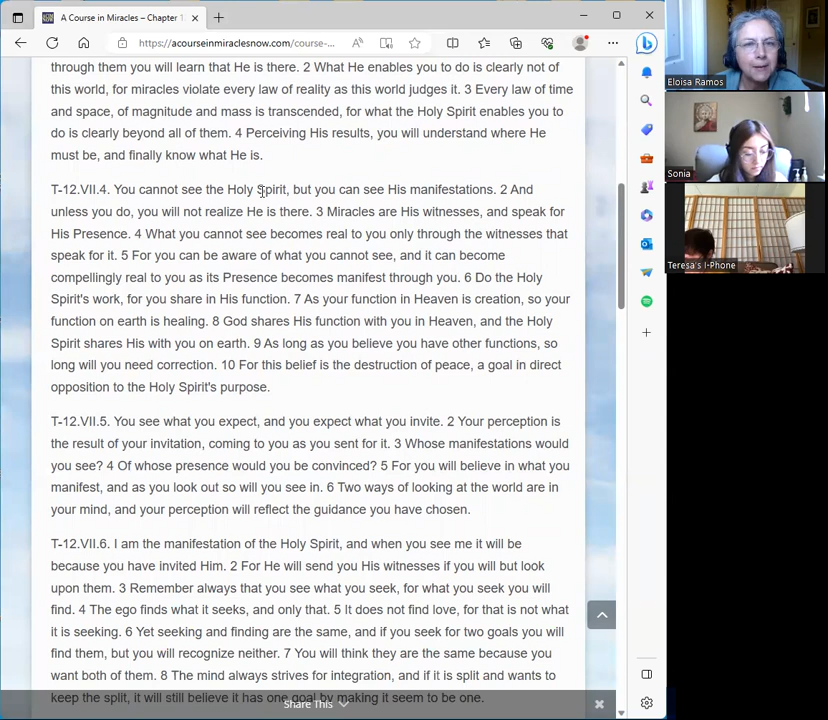 A Course in Miracles – Chapter 1
https://acourseinmiraclesnow.com/course-...
Eloisa Ramos
through them you will learn that He is there. 2 What He enables you to do is clearly not of
this world, for miracles violate every law of reality as this world judges it. 3 Every law of time
and space, of magnitude and mass is transcended, for what the Holy Spirit enables you to
do is clearly beyond all of them. 4 Perceiving His results, you will understand where He
must be, and finally know what He is.
Sonia
T-12.VII.4. You cannot see the Holy Spirit, but you can see His manifestations. 2 And
unless you do, you will not realize He is there. 3 Miracles are His witnesses, and speak for
His Presence. 4 What you cannot see becomes real to you only through the witnesses that
speak for it. 5 For you can be aware of what you cannot see, and it can become
compellingly real to you as its Presence becomes manifest through you. 6 Do the Holy
Spirit's work, for you share in His function. 7 As your function in Heaven is creation, so your
function on earth is healing. 8 God shares His function with you in Heaven, and the Holy
Spirit shares His with you on earth. 9 As long as you believe you have other functions, so
long will you need correction. 10 For this belief is the destruction of peace, a goal in direct
opposition to the Holy Spirit's purpose.
Teresa's I-Phone
T-12.VII.5. You see what you expect, and you expect what you invite. 2 Your perception is
the result of your invitation, coming to you as you sent for it. 3 Whose manifestations would
you see? 4 Of whose presence would you be convinced? 5 For you will believe in what you
manifest, and as you look out so will you see in. 6 Two ways of looking at the world are in
your mind, and your perception will reflect the guidance you have chosen.
T-12.VII.6. I am the manifestation of the Holy Spirit, and when you see me it will be
because you have invited Him. 2 For He will send you His witnesses if you will but look
upon them. 3 Remember always that you see what you seek, for what you seek you will
find. 4 The ego finds what it seeks, and only that. 5 It does not find love, for that is not what
it is seeking. 6 Yet seeking and finding are the same, and if you seek for two goals you will
find them, but you will recognize neither. 7 You will think they are the same because you
want both of them. 8 The mind always strives for integration, and if it is split and wants to
keep the split, it will still believe it has one goal by making it seem to be one.
Share This